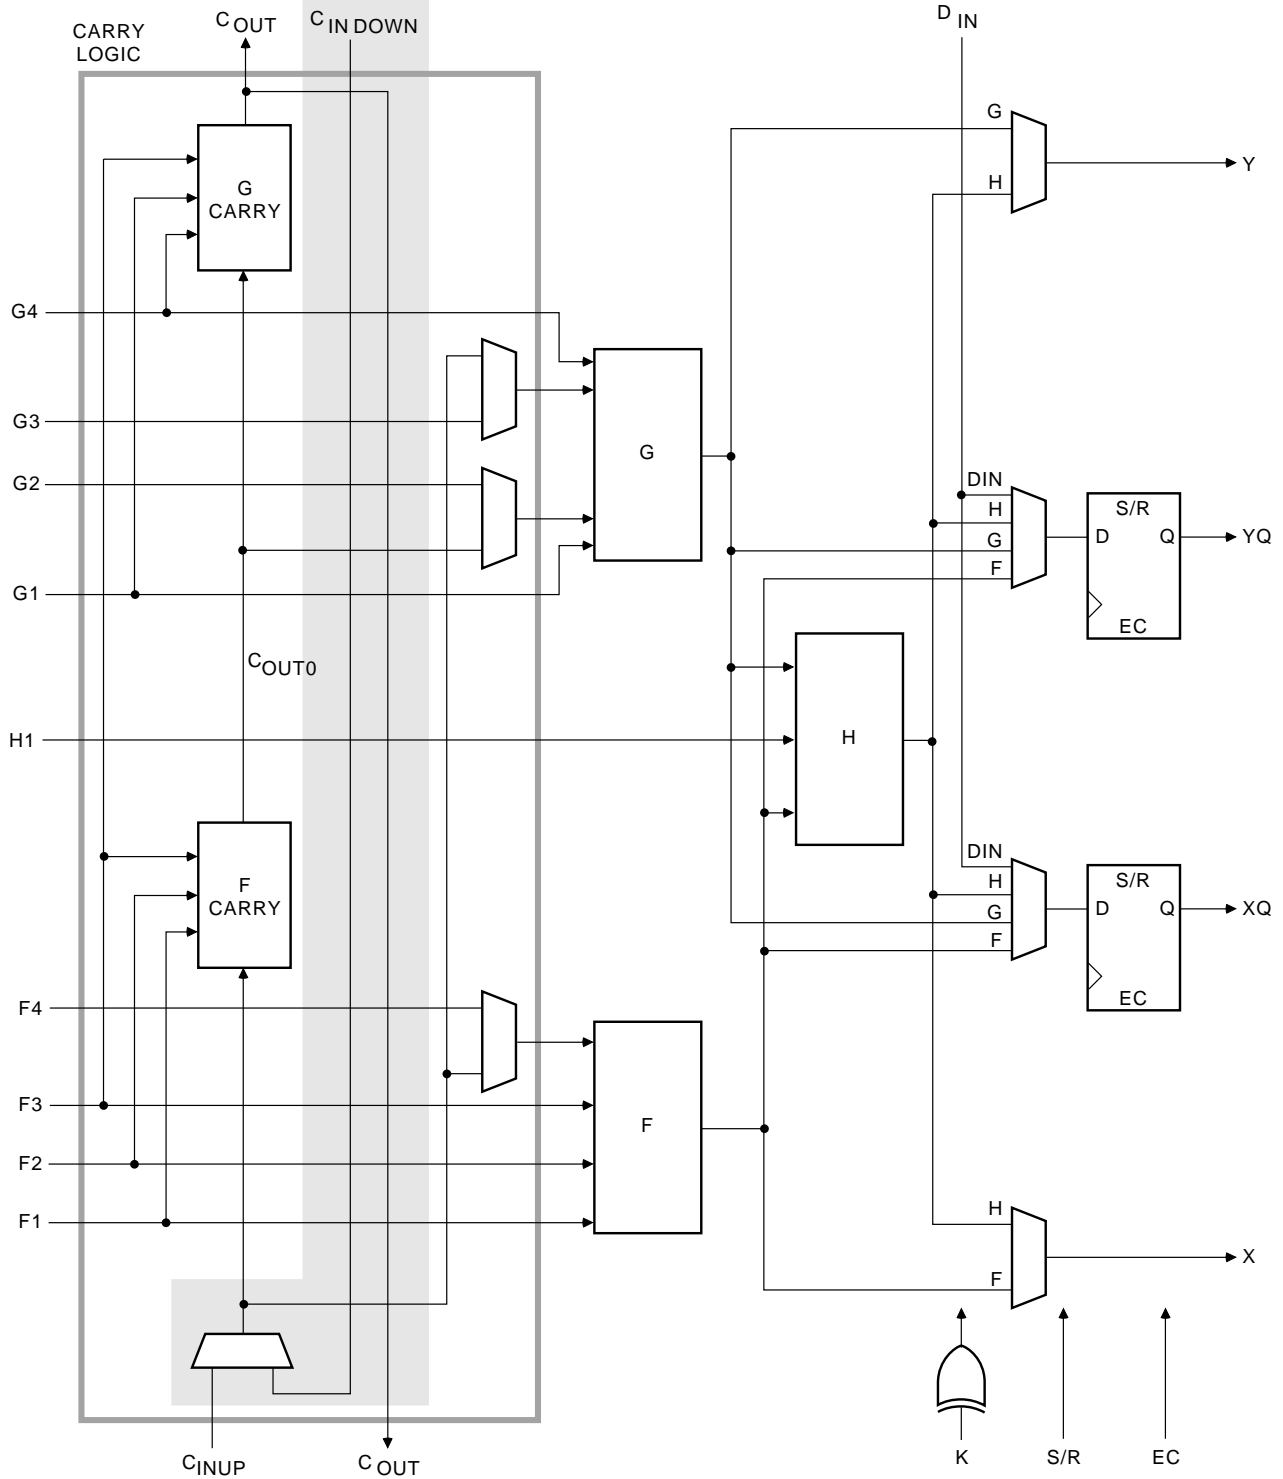 CARRY
LOGIC
C OUT
C IN DOWN
D IN
G
CARRY
G
H
Y
G4
G3
G2
G1
G
DIN
H
G
F
S/R
D
Q
EC
YQ
C OUT0
H1
H
F
CARRY
DIN
H
G
F
S/R
D
Q
EC
XQ
F4
F3
F2
F1
F
H
F
X
C INUP
C OUT
K
S/R
EC